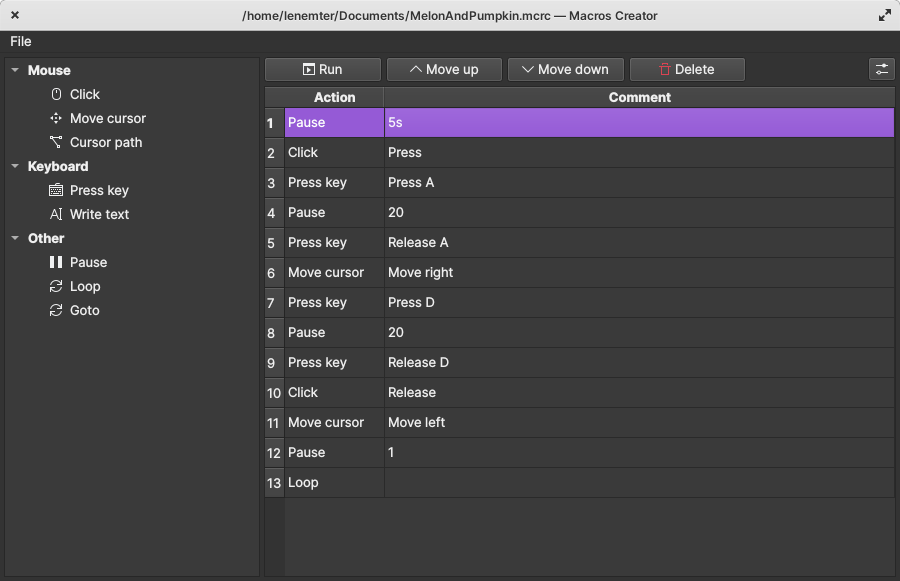 /home/lenemter/Documents/MelonAndPumpkin.mcrc — Macros Creator
File
Mouse
Click
Move cursor
Cursor path
Keyboard
Press key
Write text
Other
Pause
Loop
Goto
Run Move up Move down Delete
Action Comment
1 Pause 5s
2 Click Press
3 Press key Press A
4 Pause 20
5 Press key Release A
6 Move cursor Move right
7 Press key Press D
8 Pause 20
9 Press key Release D
10 Click Release
11 Move cursor Move left
12 Pause 1
13 Loop